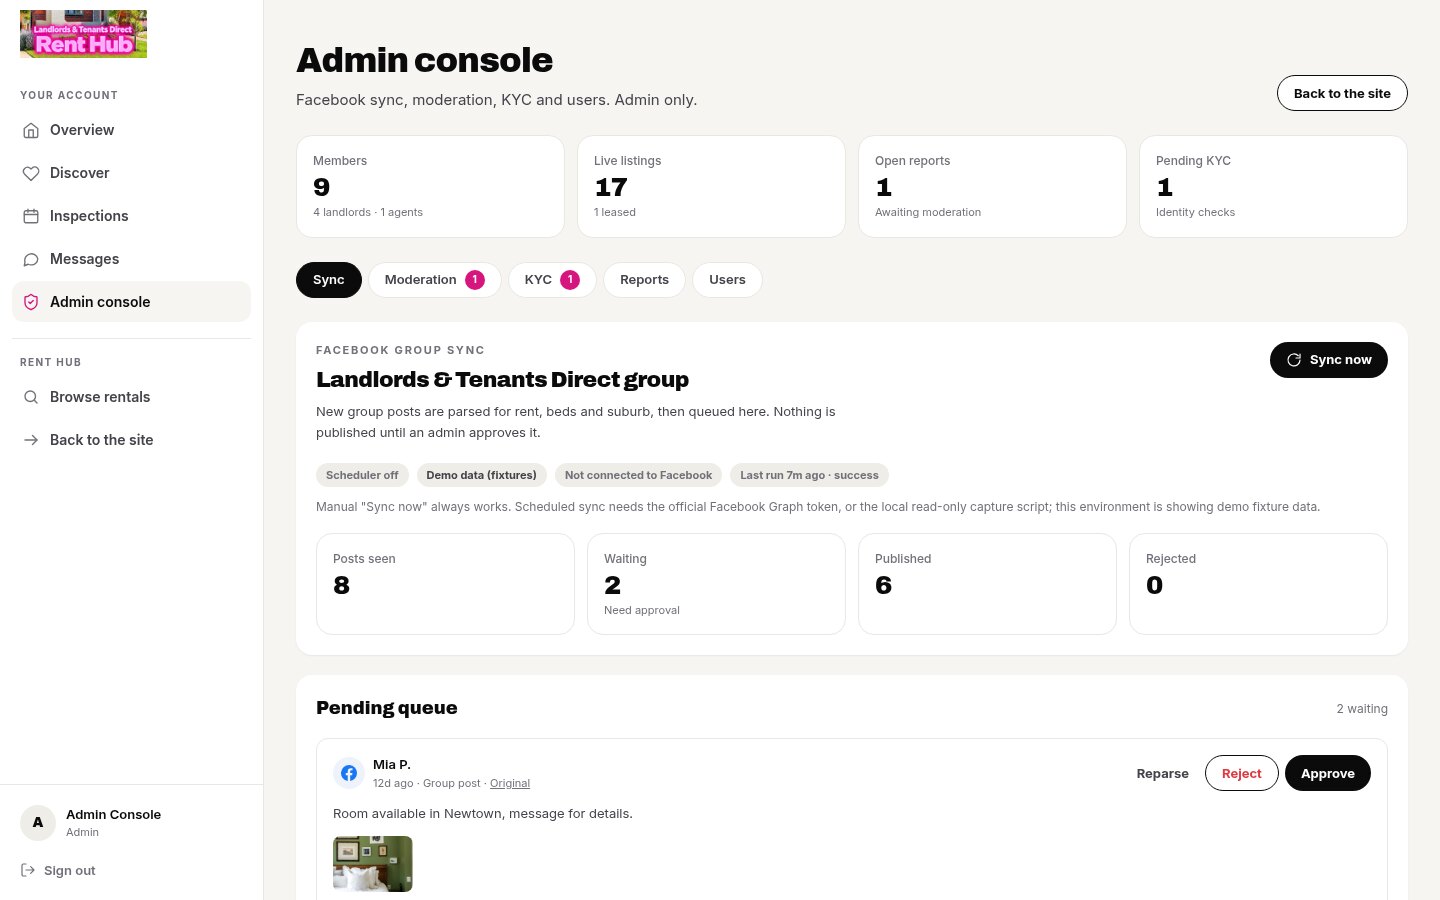 Landlords & Tenants Direct
Rent Hub
YOUR ACCOUNT
Overview
Discover
Inspections
Messages
Admin console
RENT HUB
Browse rentals
Back to the site
A
Admin Console
Admin
Sign out
Admin console
Facebook sync, moderation, KYC and users. Admin only.
Back to the site
Members
9
4 landlords · 1 agents
Live listings
17
1 leased
Open reports
1
Awaiting moderation
Pending KYC
1
Identity checks
Sync
Moderation 1
KYC 1
Reports
Users
FACEBOOK GROUP SYNC
Landlords & Tenants Direct group
Sync now
New group posts are parsed for rent, beds and suburb, then queued here. Nothing is
published until an admin approves it.
Scheduler off
Demo data (fixtures)
Not connected to Facebook
Last run 7m ago · success
Manual "Sync now" always works. Scheduled sync needs the official Facebook Graph token, or the local read-only capture script; this environment is showing demo fixture data.
Posts seen
8
Waiting
2
Need approval
Published
6
Rejected
0
Pending queue
2 waiting
Mia P.
12d ago · Group post · Original
Reparse
Reject
Approve
Room available in Newtown, message for details.